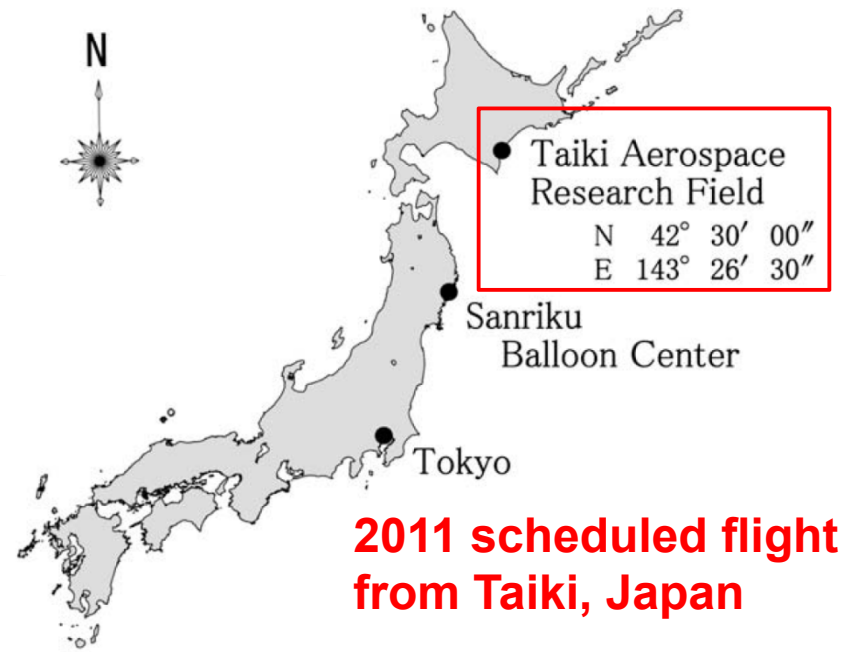 N
Taiki Aerospace
Research Field
N 42° 30′ 00″
E 143° 26′ 30″
Sanriku
Balloon Center
Tokyo
2011 scheduled flight
from Taiki, Japan